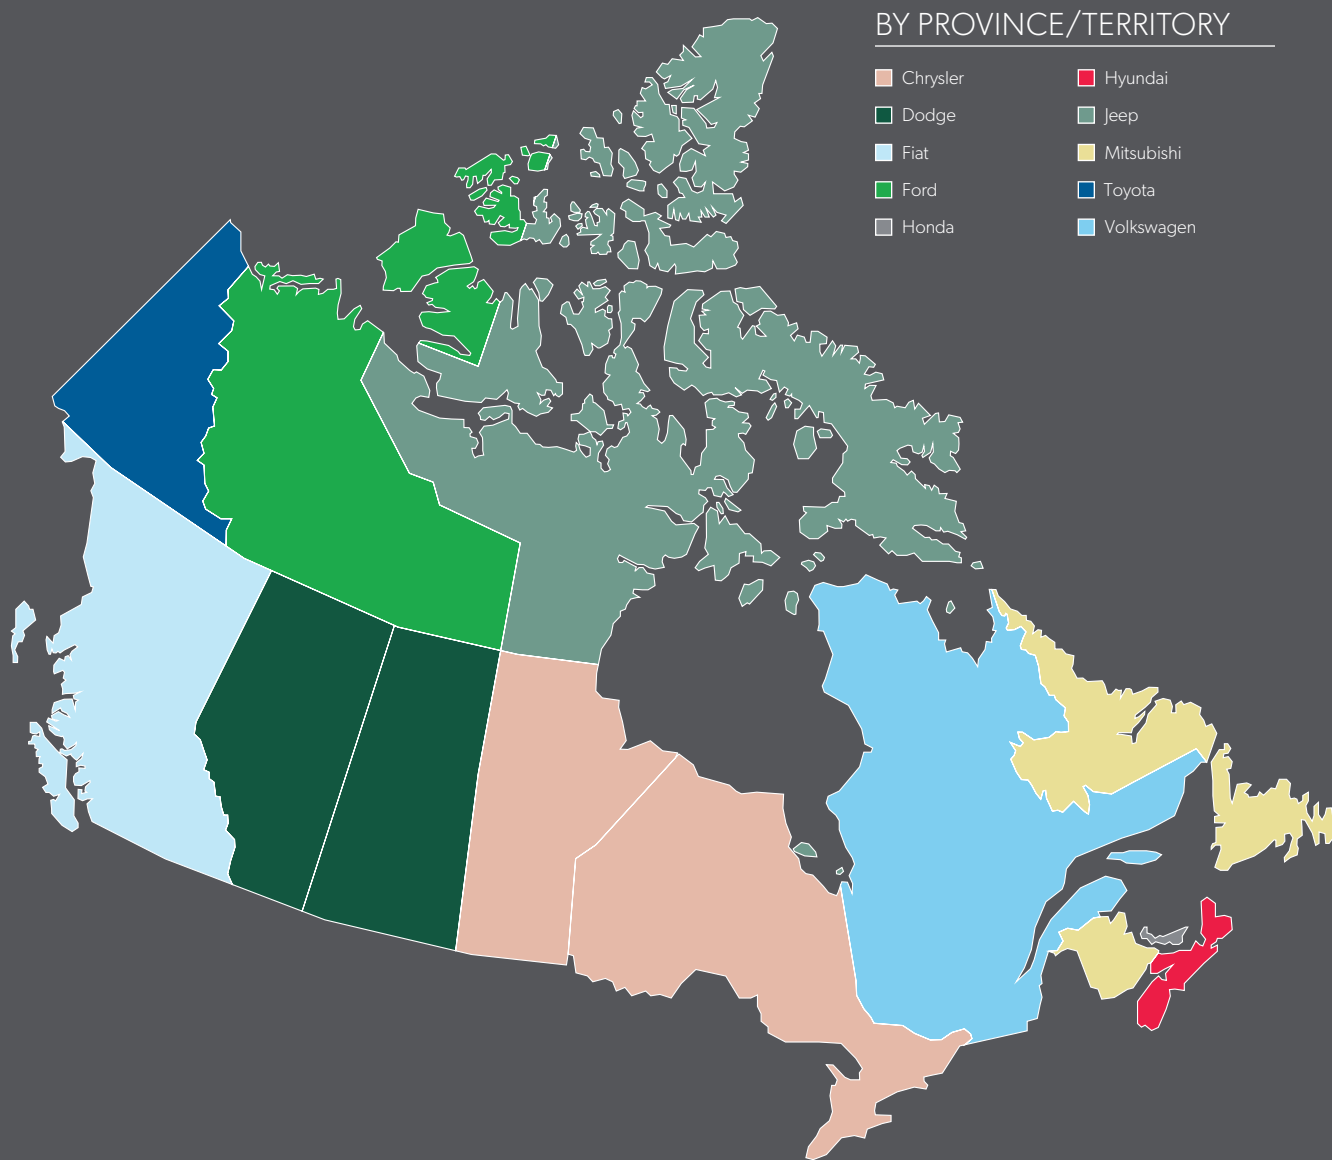 BY PROVINCE/TERRITORY
Chrysler
Dodge
Fiat
Ford
Honda
Hyundai
Jeep
Mitsubishi
Toyota
Volkswagen